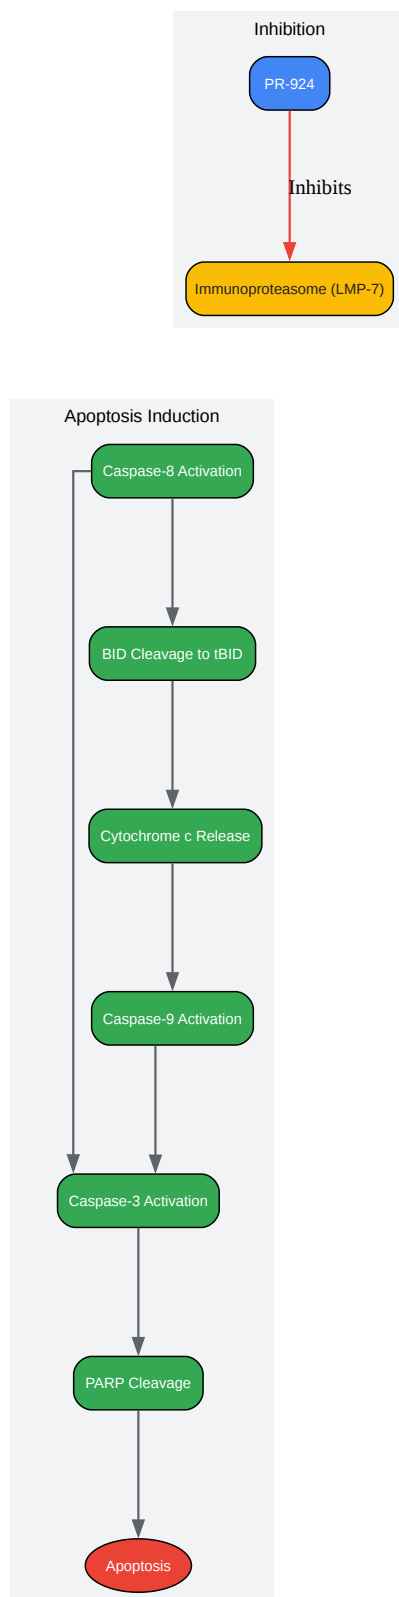 Inhibition
PR-924
Inhibits
Immunoproteasome (LMP-7)
Apoptosis Induction
Caspase-8 Activation
BID Cleavage to tBID
Cytochrome c Release
Caspase-9 Activation
Caspase-3 Activation
PARP Cleavage
Apoptosis